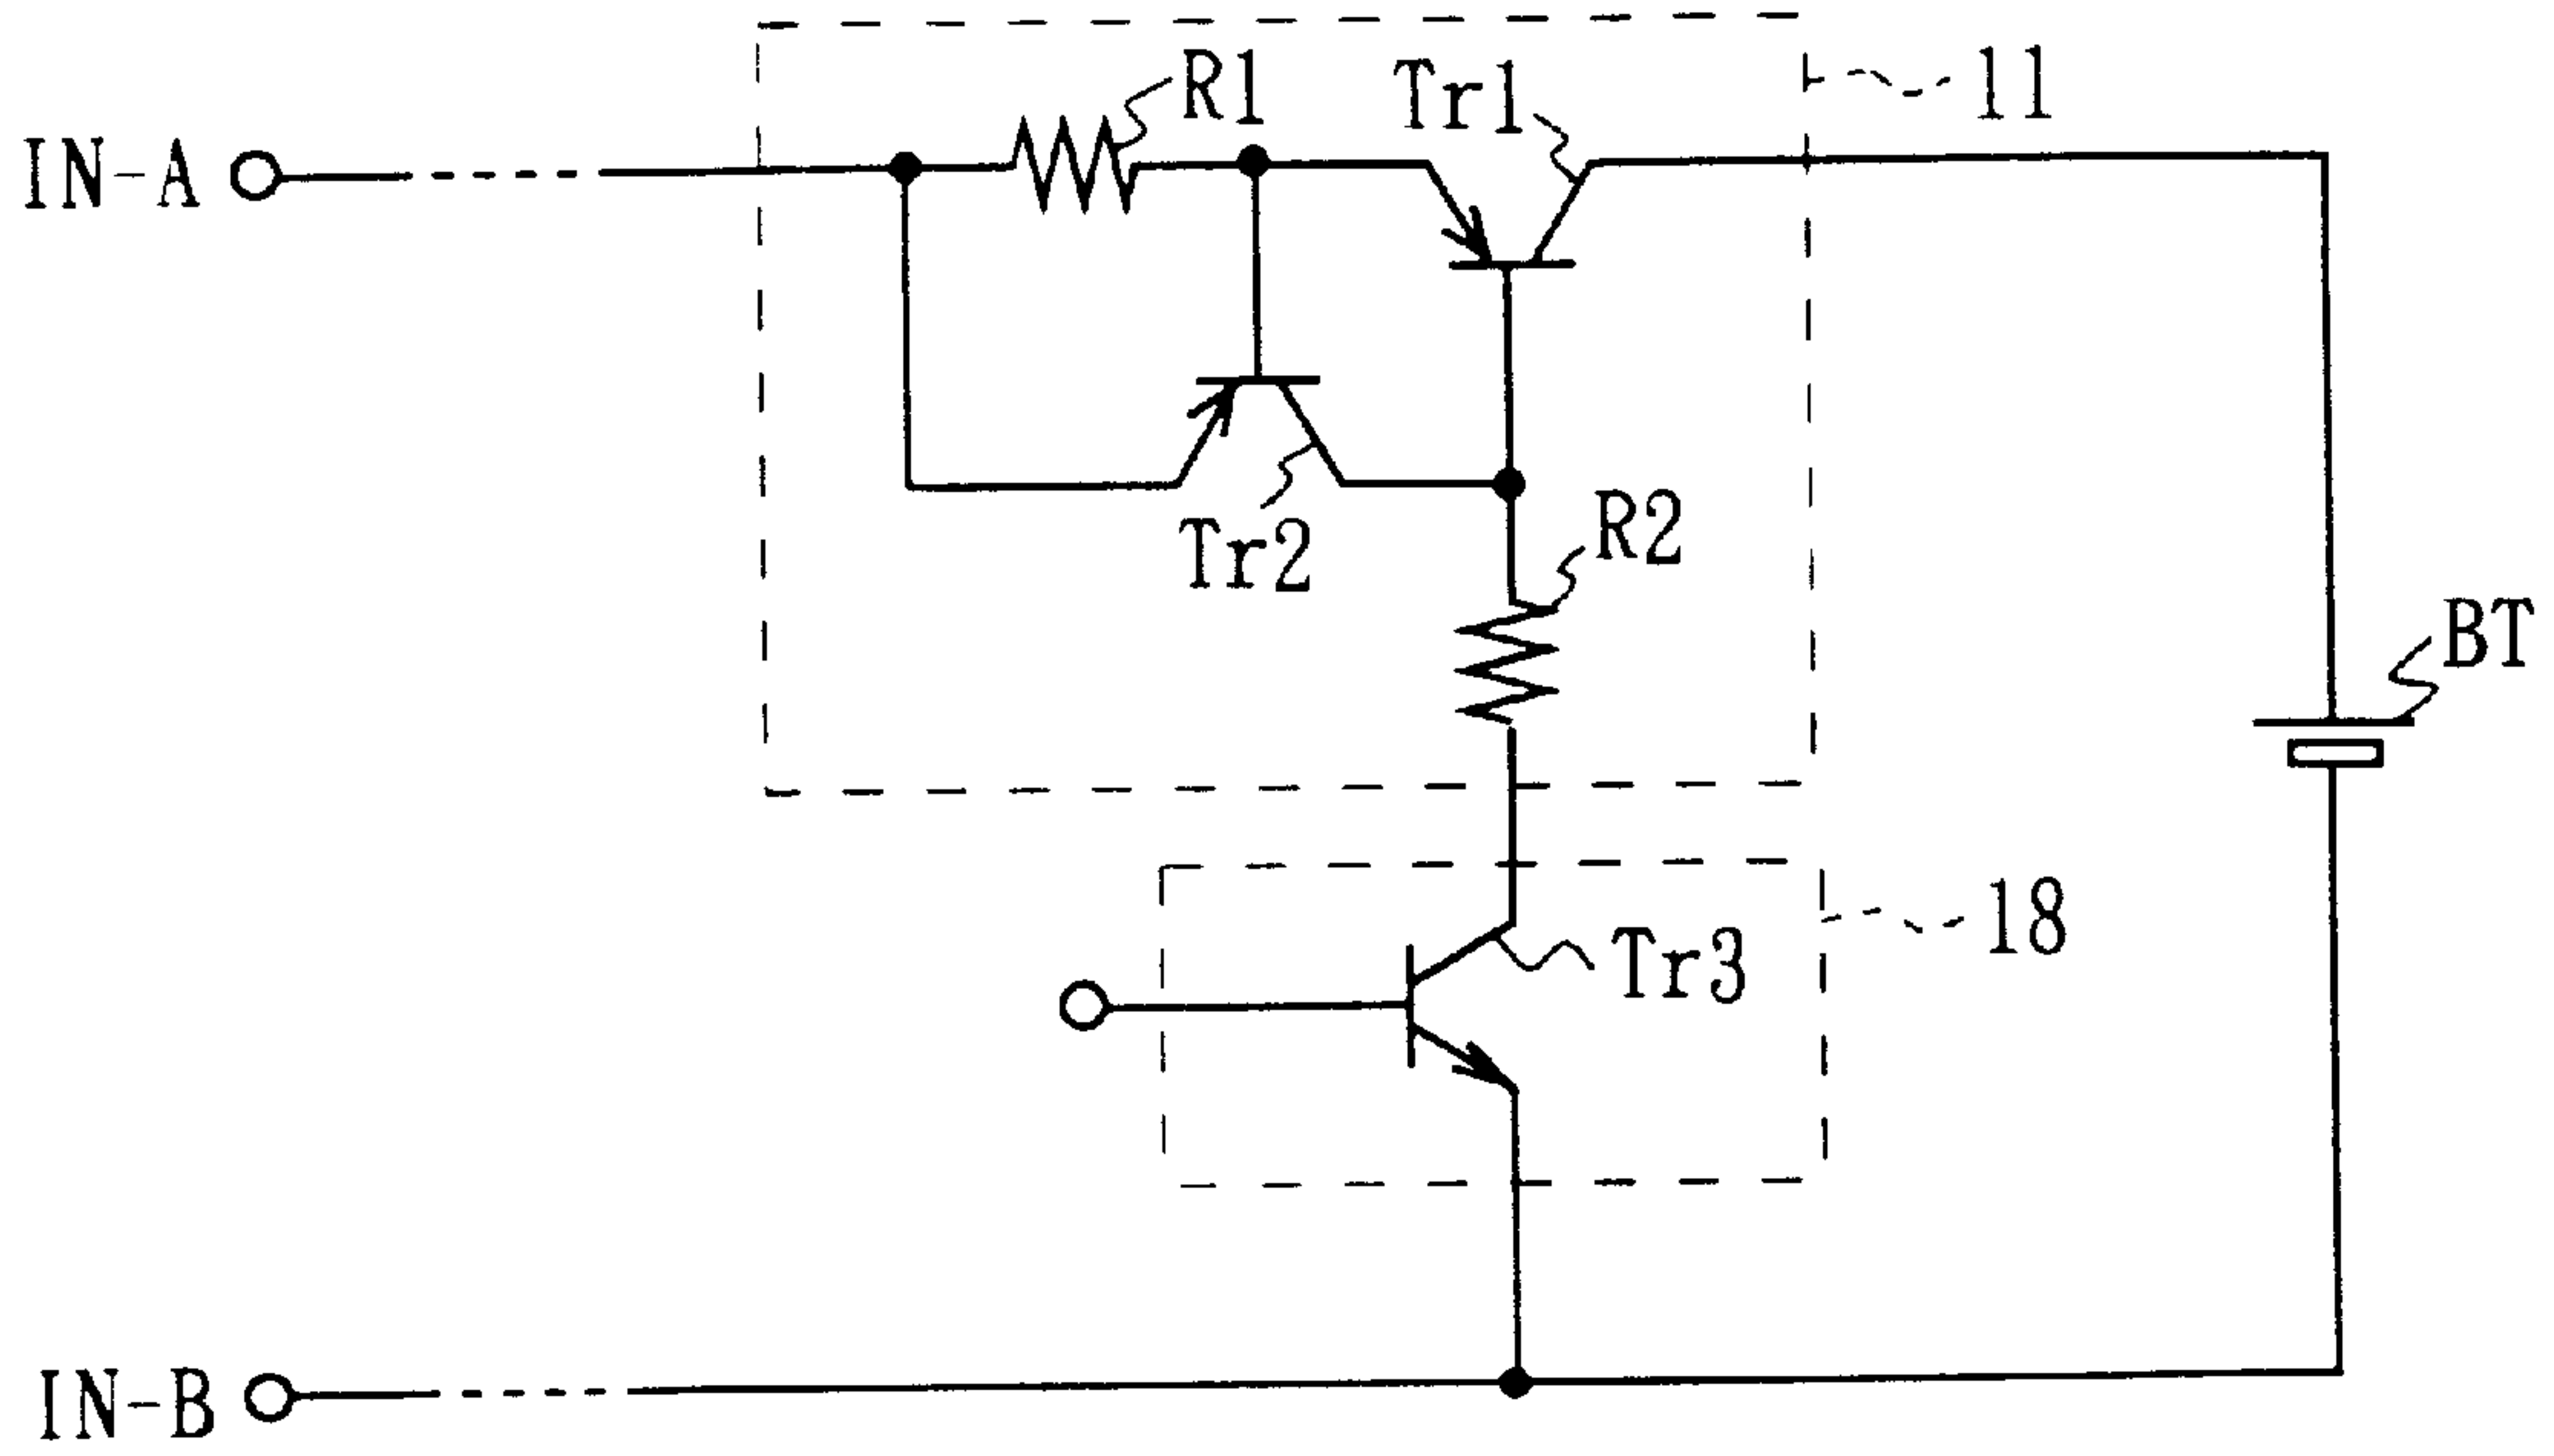 R1
Tr1
11
IN-A
Tr2
R2
BT
18
Tr3
IN-B